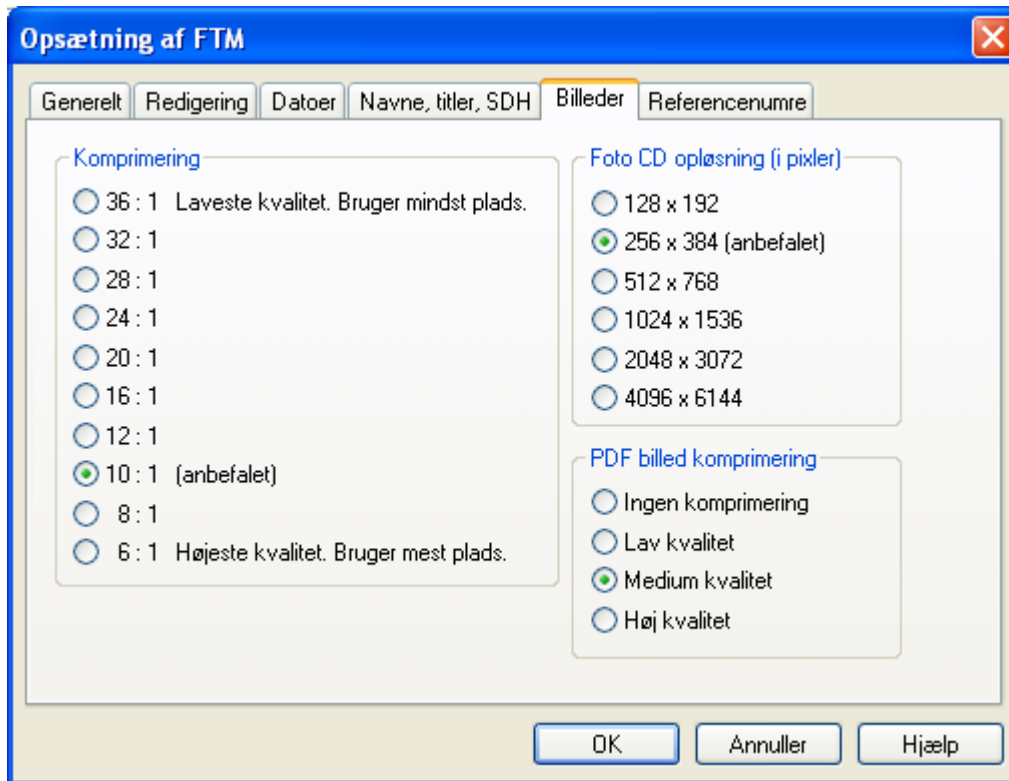 Opsætning af FTM
Generelt Redigering Datoer Navne, titler, SDH Billeder Referencenumre
Komprimering
36 : 1 Laveste kvalitet. Bruger mindst plads.
32 : 1
28 : 1
24 : 1
20 : 1
16 : 1
12 : 1
10 : 1 (anbefalet)
8 : 1
6 : 1 Højeste kvalitet. Bruger mest plads.
Foto CD opløsning (i pixler)
128 x 192
256 x 384 (anbefalet)
512 x 768
1024 x 1536
2048 x 3072
4096 x 6144
PDF billed komprimering
Ingen komprimering
Lav kvalitet
Medium kvalitet
Høj kvalitet
OK Annuller Hjælp